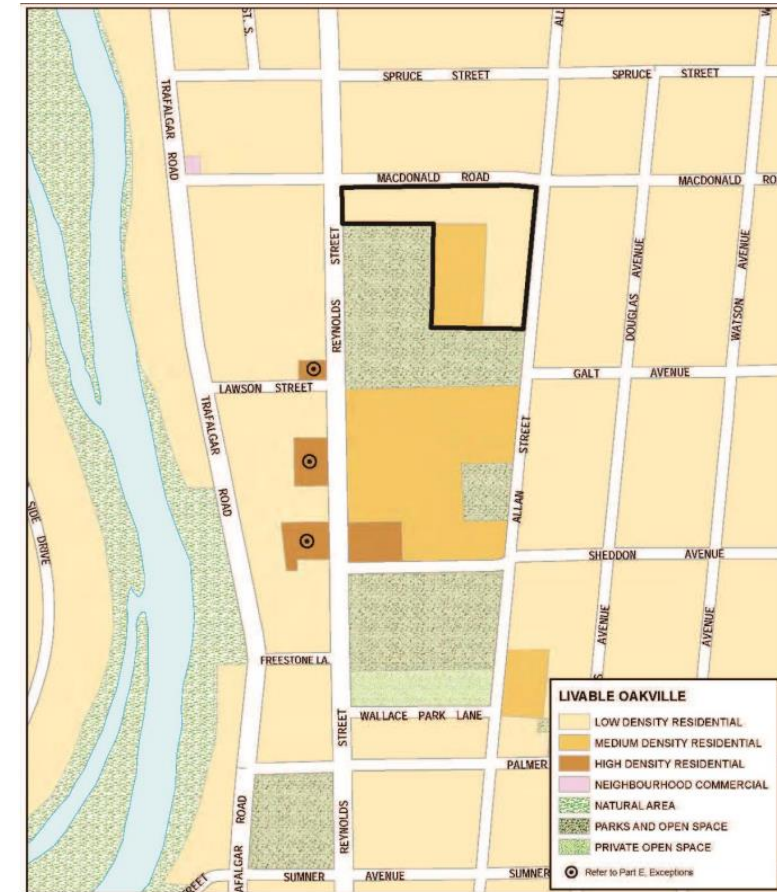 ST. S.
SPRUCE STREET
SPRUCE STREET
TRAFALGAR ROAD
MACDONALD ROAD
MACDONALD RO
REYNOLDS STREET
DOUGLAS AVENUE
WATSON AVENUE
LAWSON STREET
GALT AVENUE
TRAFALGAR ROAD
ALLAN STREET
SIDE DRIVE
SHEDDON AVENUE
AVENUE
AVENUE
S
FREESTONE LA.
WALLACE PARK LANE
REYNOLDS STREET
PALMER
AFALGAR ROAD
STREET
SUMNER AVENUE
SUMNER
LIVABLE OAKVILLE
LOW DENSITY RESIDENTIAL
MEDIUM DENSITY RESIDENTIAL
HIGH DENSITY RESIDENTIAL
NEIGHBOURHOOD COMMERCIAL
NATURAL AREA
PARKS AND OPEN SPACE
PRIVATE OPEN SPACE
Refer to Part E, Exceptions